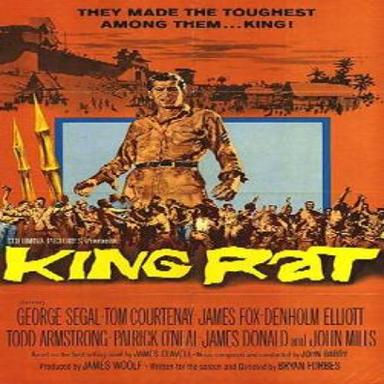 THEY MADE THE TOUGHEST
AMONG THEM...KING!
COLUMBIA PICTURES Presents
KING RAT
starring
GEORGE SEGAL·TOM COURTENAY·JAMES FOX·DENHOLM ELLIOTT
TODD ARMSTRONG·PATRICK O'NEAL·JAMES DONALD and JOHN MILLS
Based on the best selling novel by JAMES CLAVELL·Music composed and conducted by JOHN BARRY
Produced by JAMES WOOLF·Written for the screen and Directed by BRYAN FORBES